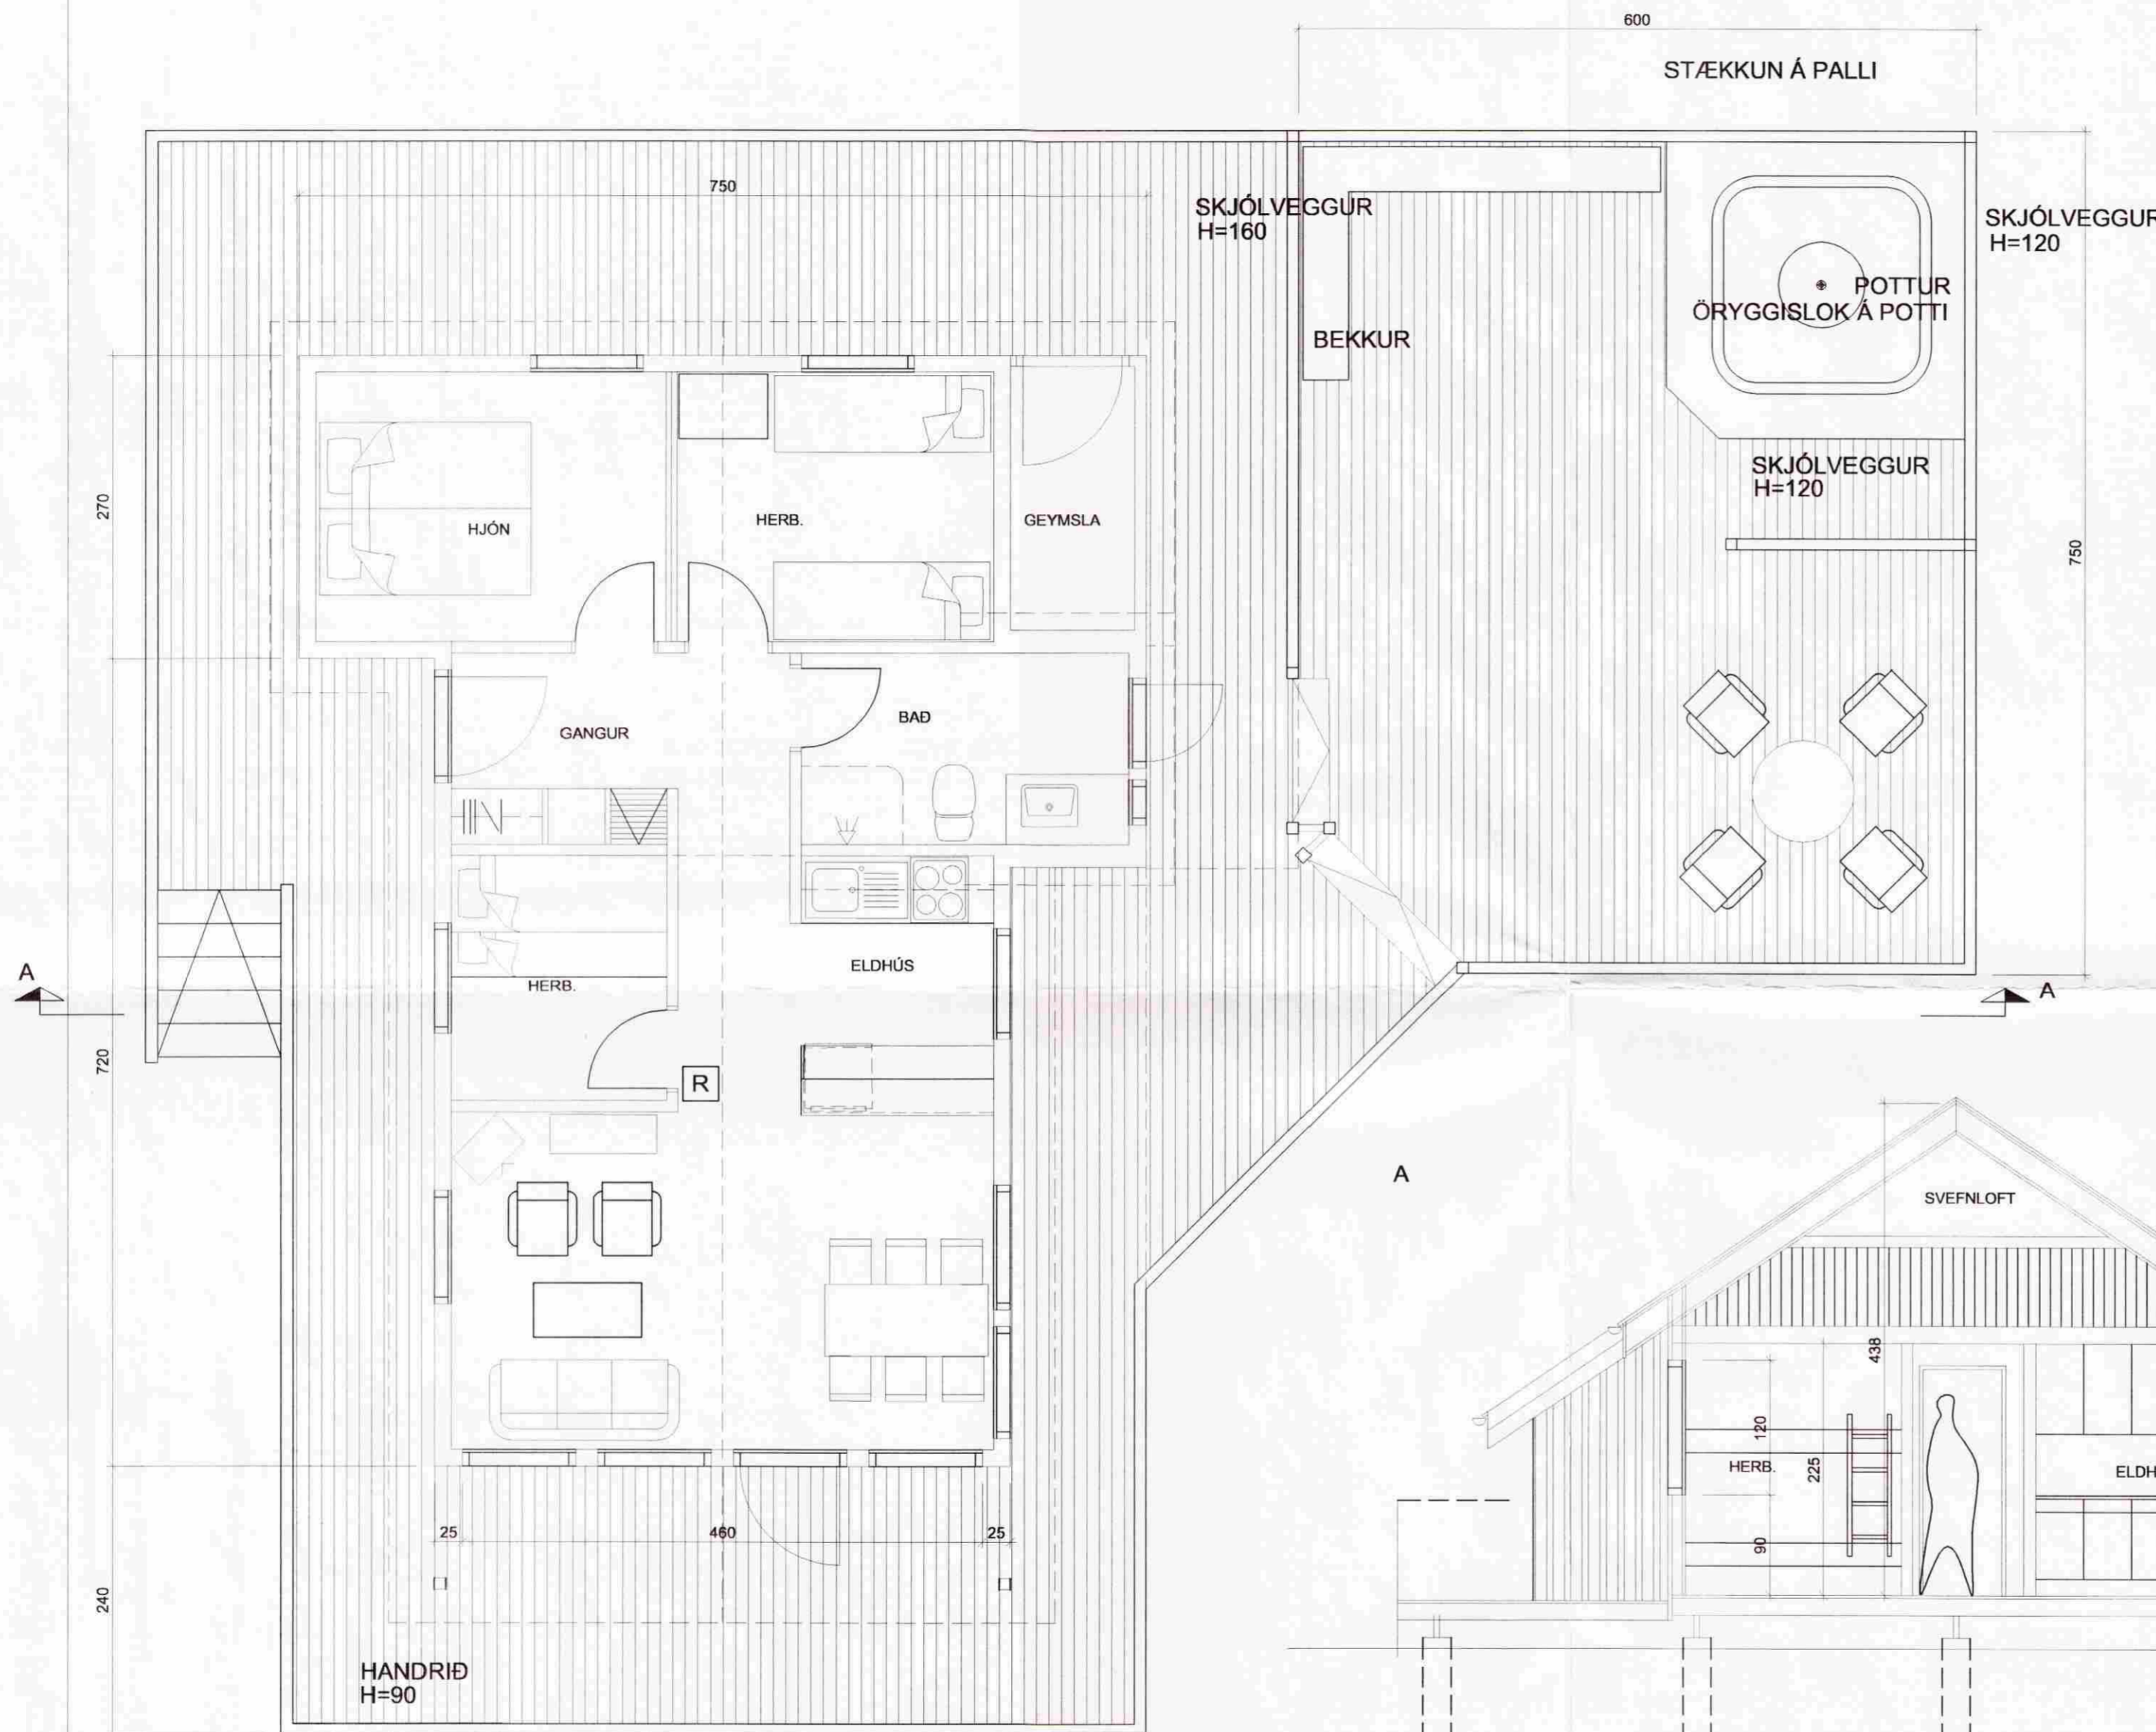 600
STÆKKUN Á PALLI
750
SKJÓLVEGGUR
H=160
SKJÓLVEGGUR
H=120
POTTUR
ÖRYGGISLOK Á POTTI
BEKKUR
SKJÓLVEGGUR
H=120
270
HJÓN
HERB.
GEYMSLA
750
GANGUR
BAÐ
A
HERB.
ELDHÚS
A
720
R
A
SVEFNLOFT
438
120
HERB.
225
ELDH
90
25
460
25
240
HANDRIÐ
H=90